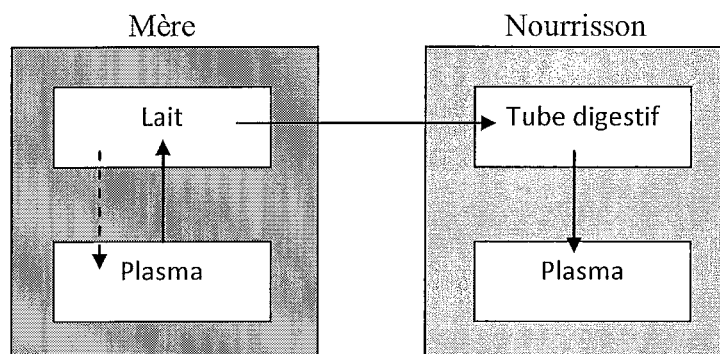 Mère
Nourrisson
Lait
Tube digestif
Plasma
Plasma